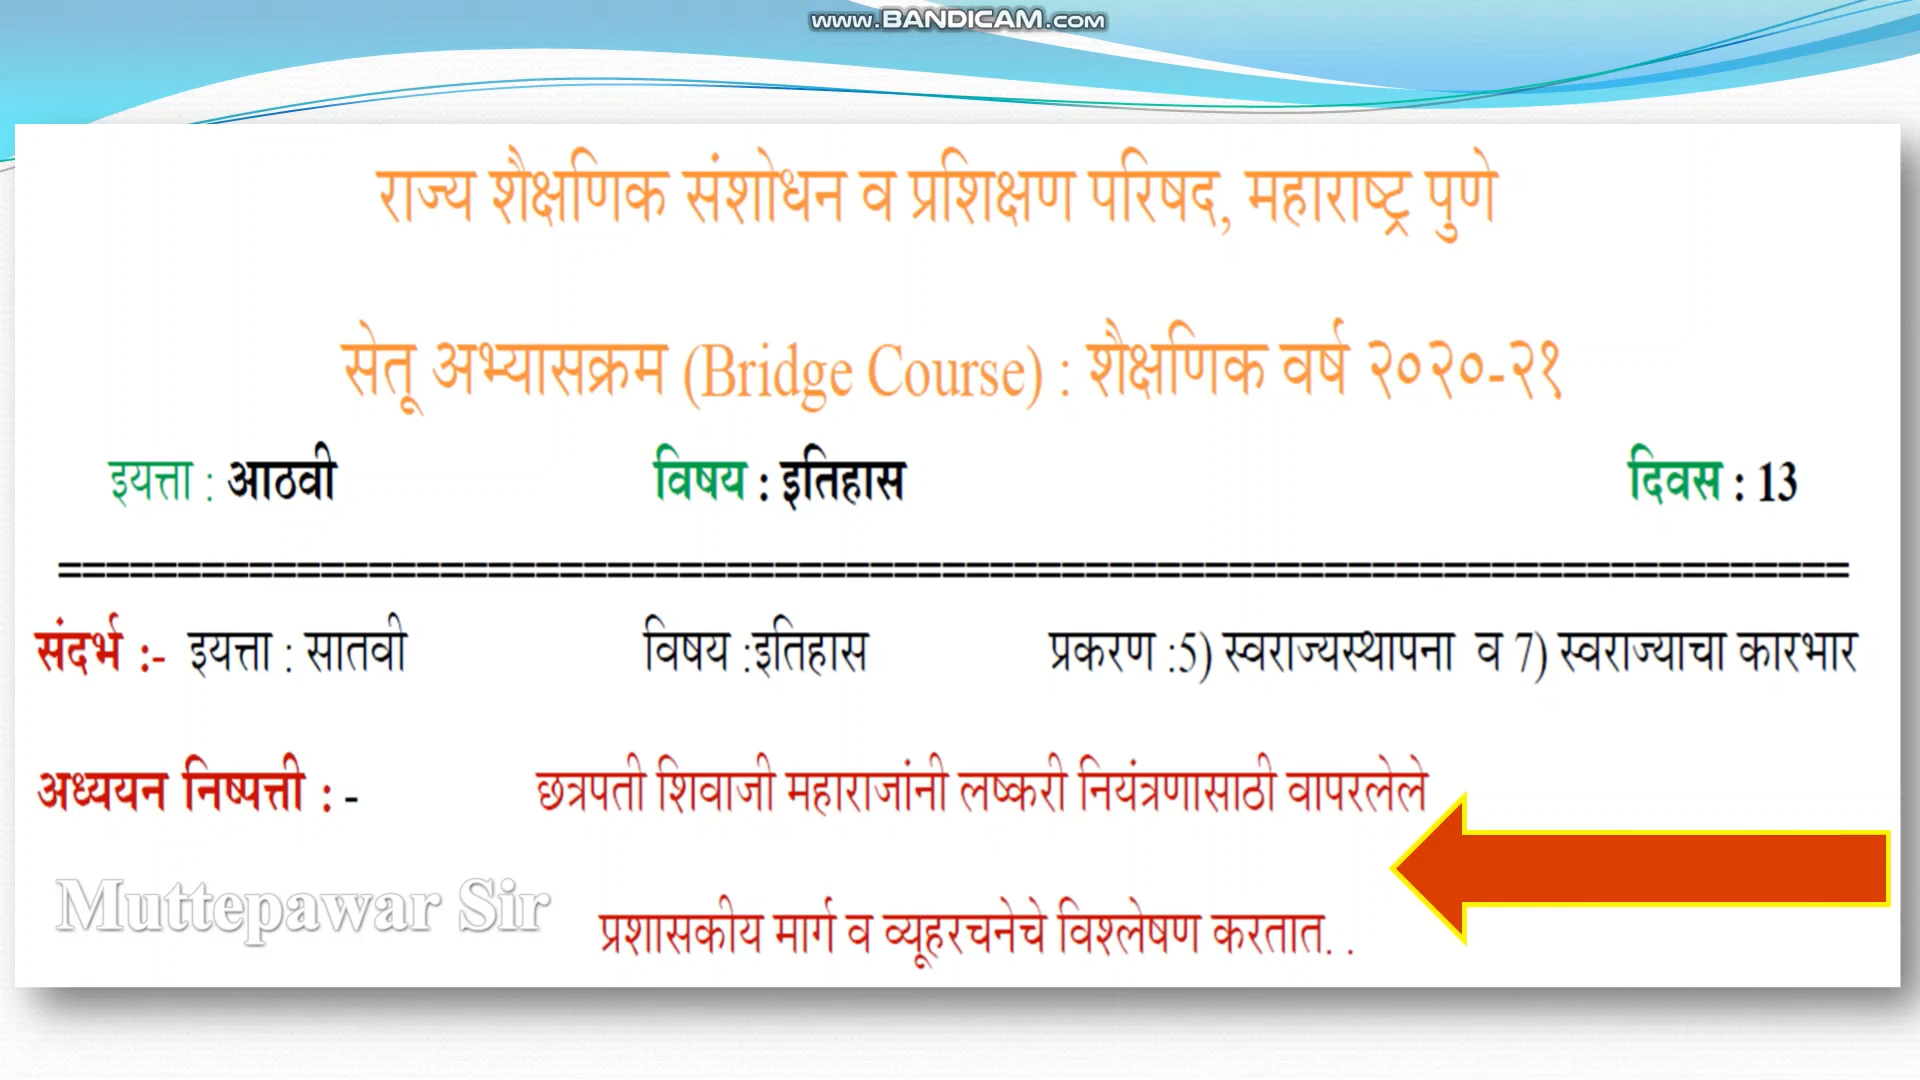 www.BANDICAM.com
राज्य शैक्षणिक संशोधन व प्रशिक्षण परिषद, महाराष्ट्र पुणे
सेतू अभ्यासक्रम (Bridge Course) : शैक्षणिक वर्ष २०२०-२१
इयत्ता : आठवी विषय : इतिहास दिवस : 13
===========================================================================
संदर्भ :- इयत्ता : सातवी विषय :इतिहास प्रकरण :5) स्वराज्यस्थापना व 7) स्वराज्याचा कारभार
अध्ययन निष्पत्ती : - छत्रपती शिवाजी महाराजांनी लष्करी नियंत्रणासाठी वापरलेले
Muttepawar Sir प्रशासकीय मार्ग व व्यूहरचनेचे विश्लेषण करतात. .